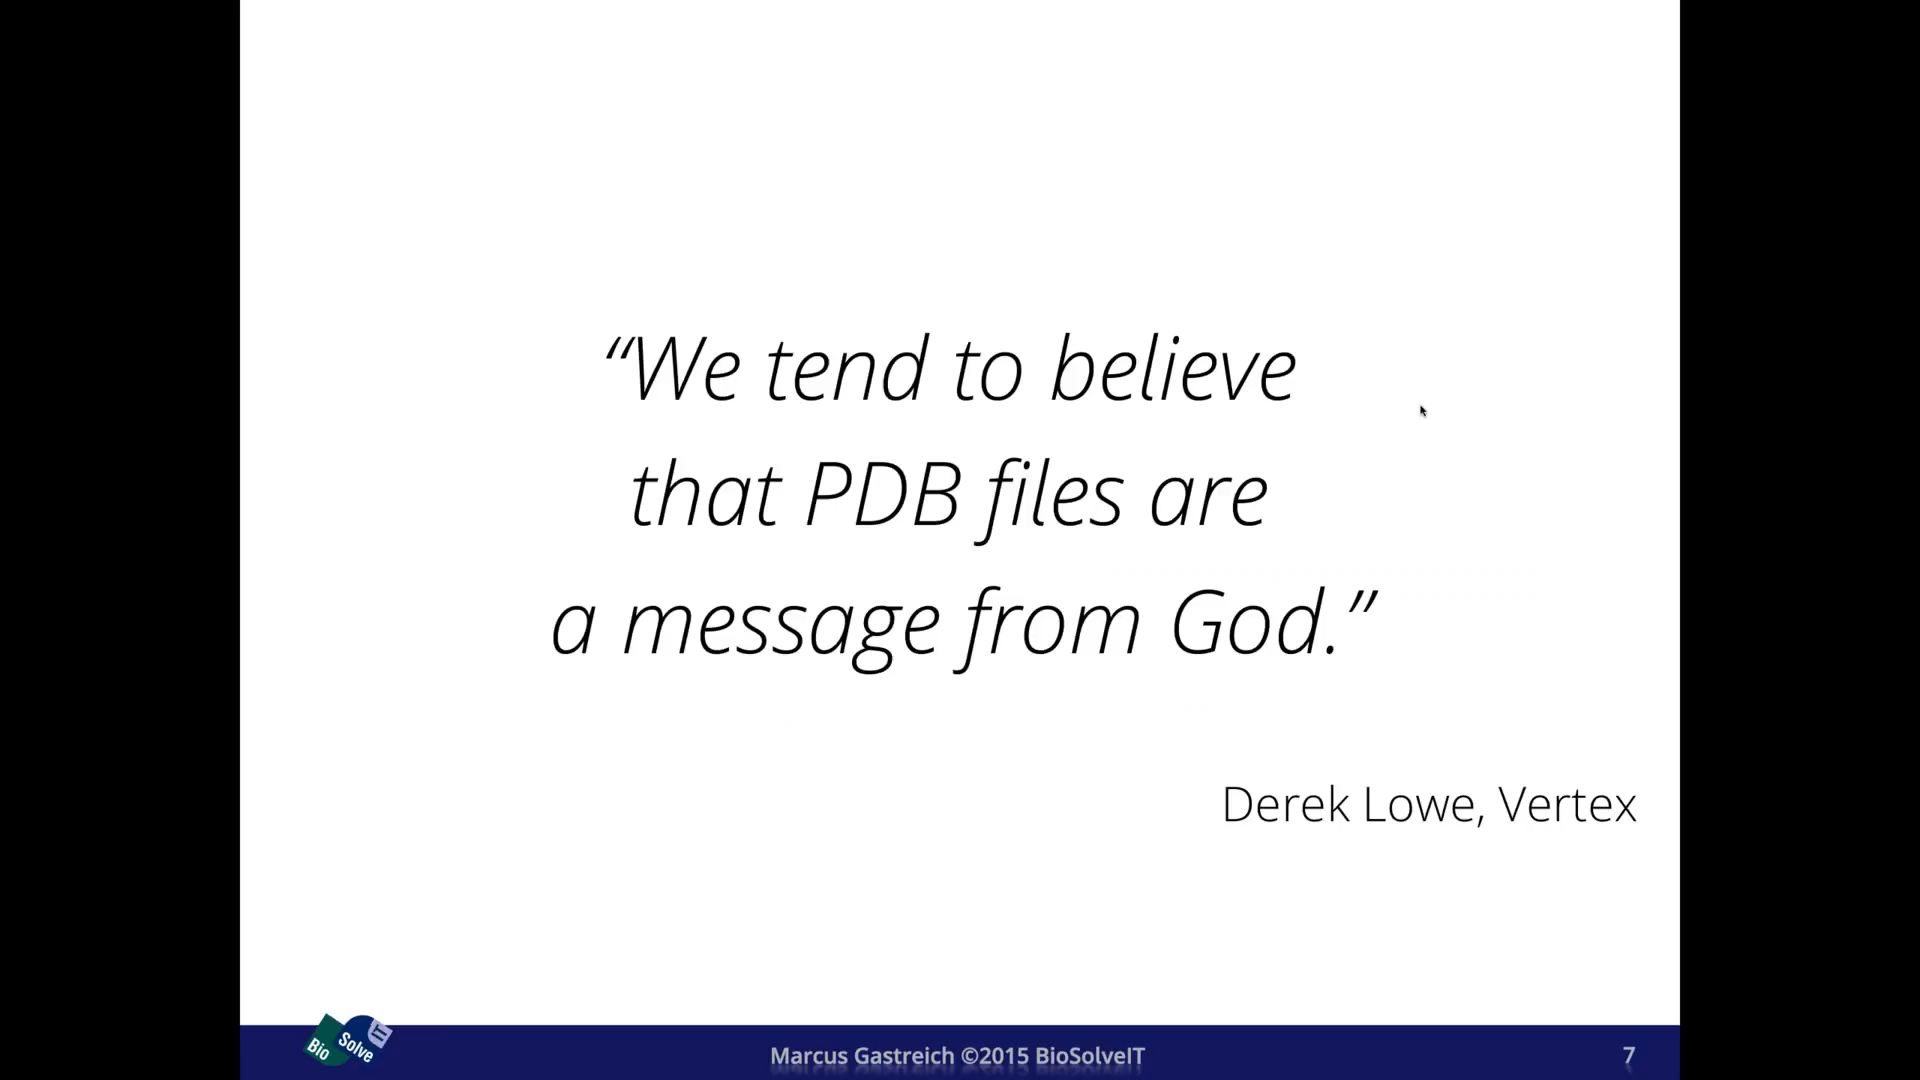 “We tend to believe
that PDB files are
a message from God.”
Derek Lowe, Vertex
Bio Solve IT
Marcus Gastreich ©2015 BioSolveIT
7